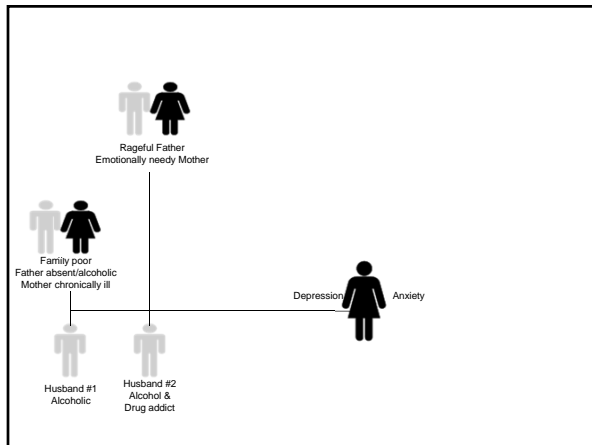 Rageful Father
Emotionally needy Mother
Family poor
Father absent/alcoholic
Mother chronically ill
Depression
Anxiety
Husband #1
Alcoholic
Husband #2
Alcohol &
Drug addict